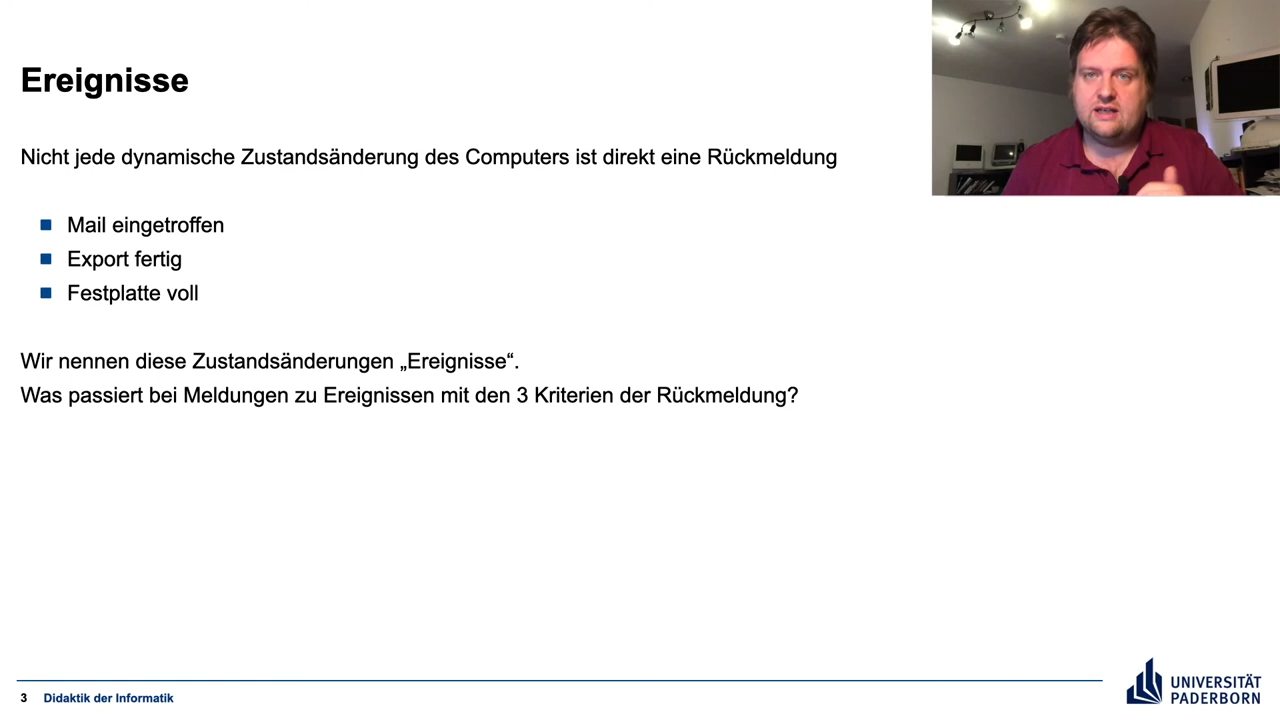 Ereignisse
Nicht jede dynamische Zustandsänderung des Computers ist direkt eine Rückmeldung
Mail eingetroffen
Export fertig
Festplatte voll
Wir nennen diese Zustandsänderungen „Ereignisse“.
Was passiert bei Meldungen zu Ereignissen mit den 3 Kriterien der Rückmeldung?
3 Didaktik der Informatik
UNIVERSITÄT
PADERBORN